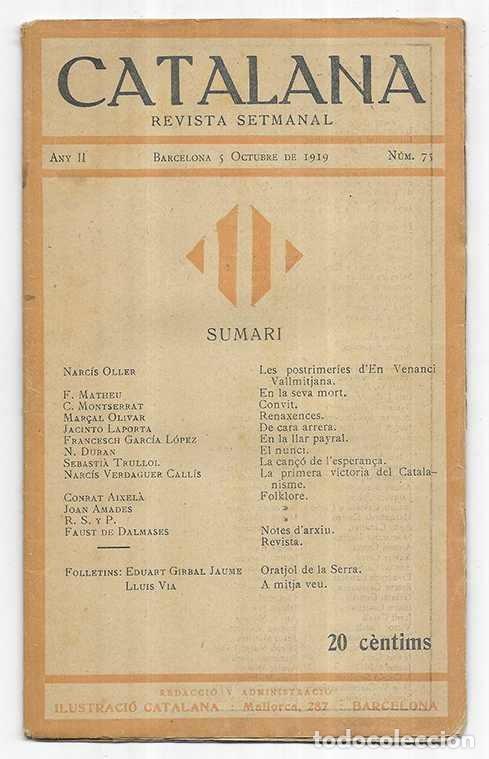 CATALANA
REVISTA SETMANAL
ANY II BARCELONA 5 OCTUBRE DE 1919 NÚM. 75
SUMARI
NARCÍS OLLER Les postrimeríes d'En Venanci
Vallmitjana.
F. MATHEU En la seva mort.
C. MONTSERRAT Convit.
MARÇAL OLIVAR Renaxences.
JACINTO LAPORTA De cara arrera.
FRANCESCH GARCÍA LÓPEZ En la llar payral.
N. DURAN El nunci.
SEBASTIÀ TRULLOL La cançó de l'esperança.
NARCÍS VERDAGUER CALLÍS La primera victoria del Catala-
nisme.
CONRAT AIXELÀ Folklore.
JOAN AMADES »
R. S. Y P. »
FAUST DE DALMASES Notes d'arxiu.
Revista.
FOLLETINS: EDUART GIRBAL JAUME Oratjol de la Serra.
LLUIS VIA A mitja veu.
20 cèntims
REDACCIÓ Y ADMINISTRACIÓ
ILUSTRACIÓ CATALANA : Mallorca, 287 : BARCELONA
todocoleccion.net